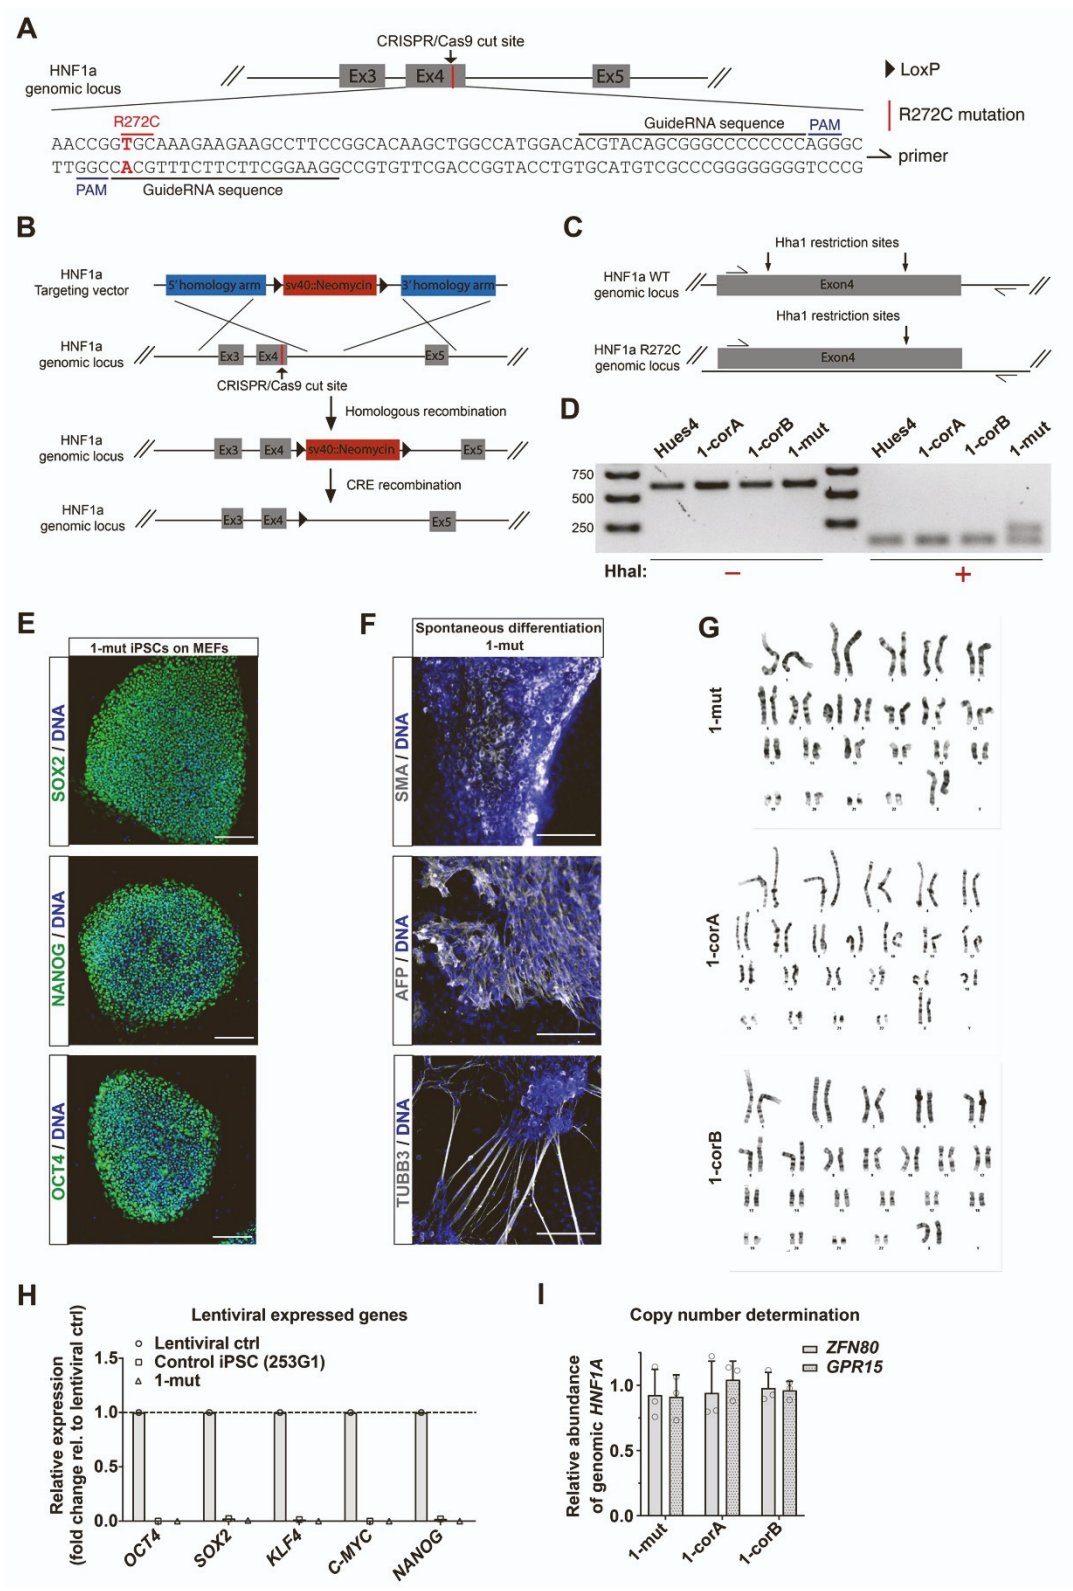 A
CRISPR/Cas9 cut site
HNF1a
genomic locus
Ex3
Ex4
Ex5
LoxP
R272C mutation
primer
R272C
GuideRNA sequence
PAM
AACCGGTGCAAAGAAGAAGCCTTCCGGCACAAGCTGGCCATGGACACGTACAGCGGGCCCCCCCCAGGGC
TTGGCCACGTTTCTTCTTCGGAAGGCCGTGTTCGACCGGTACCTGTGCATGTCGCCCGGGGGGGGTCCCG
PAM
GuideRNA sequence
B
HNF1a
Targeting vector
5' homology arm
sv40::Neomycin
3' homology arm
HNF1a
genomic locus
Ex3
Ex4
Ex5
CRISPR/Cas9 cut site
Homologous recombination
HNF1a
genomic locus
Ex3
Ex4
sv40::Neomycin
Ex5
CRE recombination
HNF1a
genomic locus
Ex3
Ex4
Ex5
C
Hha1 restriction sites
HNF1a WT
genomic locus
Exon4
Hha1 restriction sites
HNF1a R272C
genomic locus
Exon4
D
Hues4
1-corA
1-corB
1-mut
Hues4
1-corA
1-corB
1-mut
750
500
250
HhaI:
−
+
E
1-mut iPSCs on MEFs
SOX2 / DNA
NANOG / DNA
OCT4 / DNA
F
Spontaneous differentiation
1-mut
SMA / DNA
AFP / DNA
TUBB3 / DNA
G
1-mut
1-corA
1-corB
H
Lentiviral expressed genes
Lentiviral ctrl
Control iPSC (253G1)
1-mut
Relative expression
(fold change rel. to lentiviral ctrl)
1.5
1.0
0.5
0.0
OCT4
SOX2
KLF4
C-MYC
NANOG
I
Copy number determination
ZFN80
GPR15
Relative abundance
of genomic HNF1A
1.0
0.5
0.0
1-mut
1-corA
1-corB